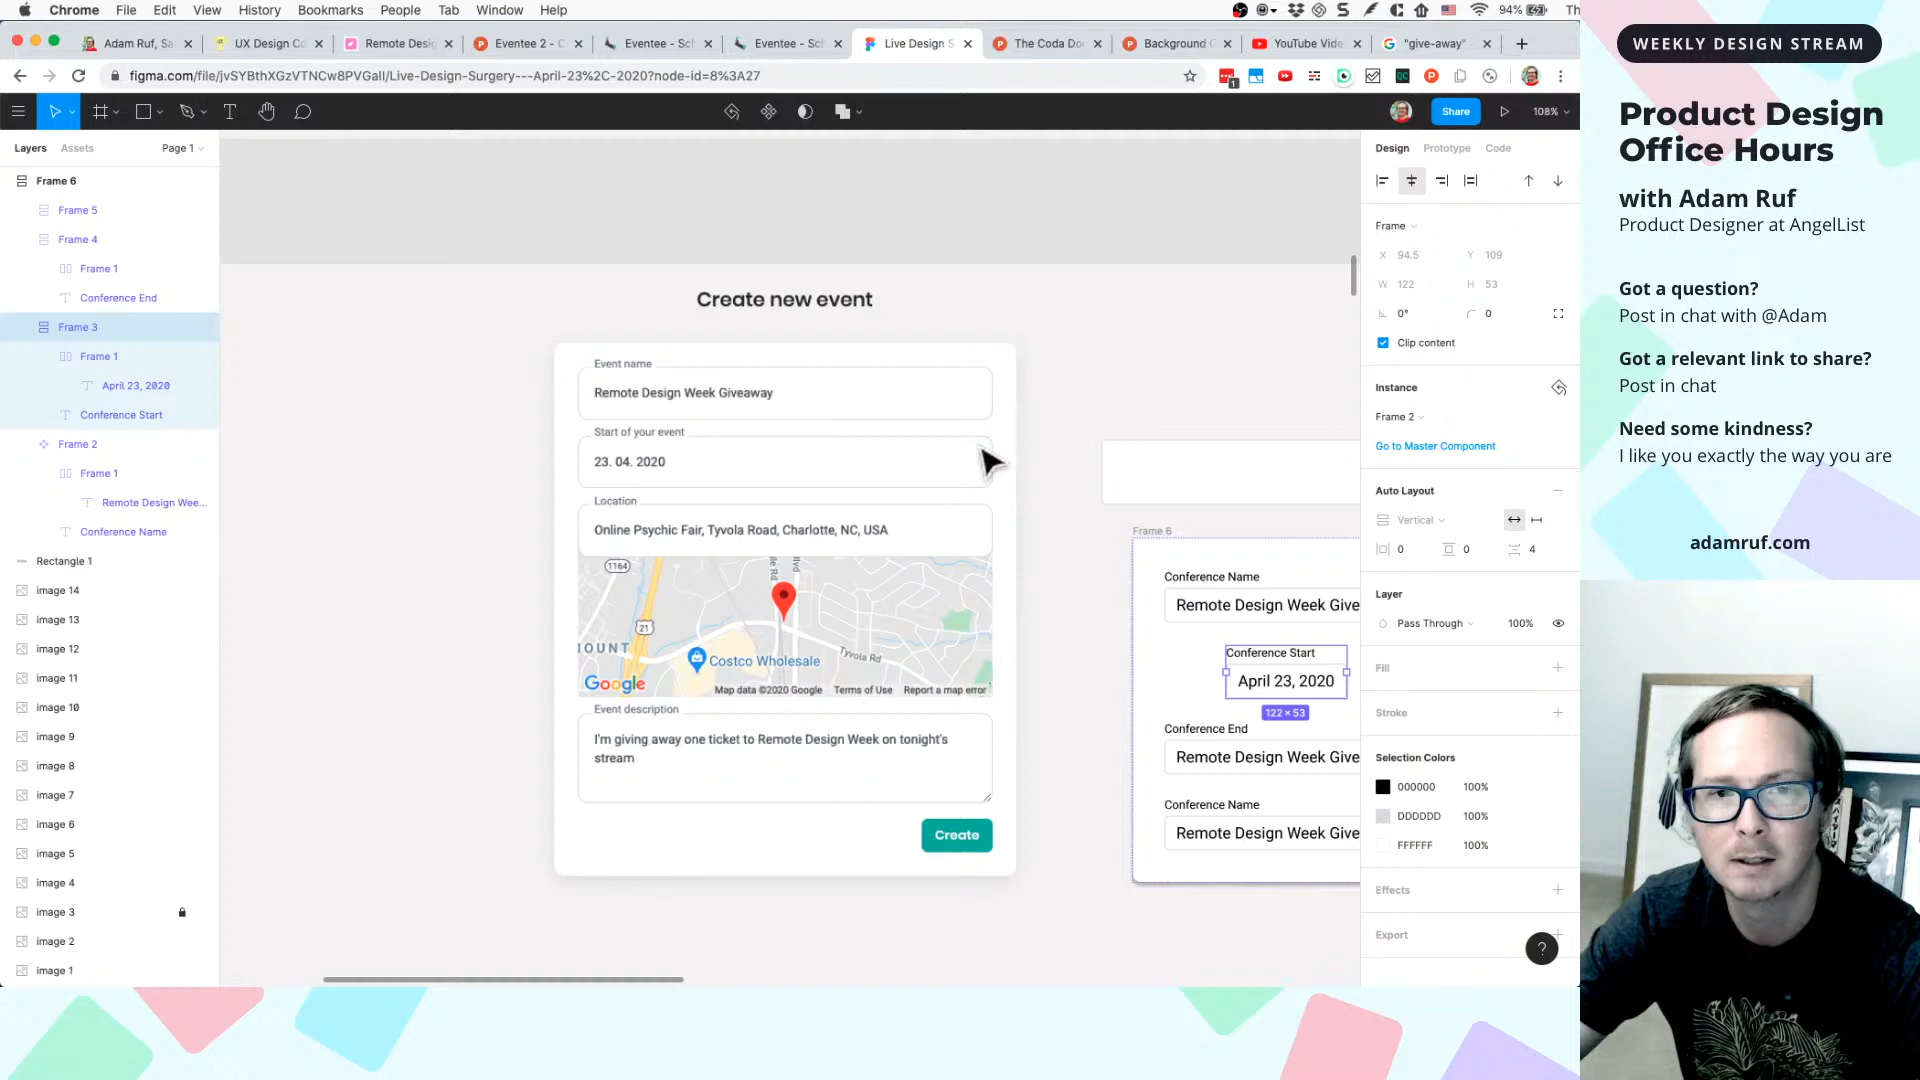 Chrome File Edit View History Bookmarks People Tab Window Help
94%
Th
Adam Ruf, Sa
UX Design Co
Remote Desig
Eventee 2 - C
Eventee – Sch
Eventee – Sch
Live Design S
The Coda Do
Background G
YouTube Vide
"give-away"
figma.com/file/jvSYBthXGzVTNCw8PVGaII/Live-Design-Surgery---April-23%2C-2020?node-id=8%3A27
1
QC
Share
108%
Layers
Assets
Page 1
Frame 6
Frame 5
Frame 4
Frame 1
Conference End
Frame 3
Frame 1
April 23, 2020
Conference Start
Frame 2
Frame 1
Remote Design Wee...
Conference Name
Rectangle 1
image 14
image 13
image 12
image 11
image 10
image 9
image 8
image 7
image 6
image 5
image 4
image 3
image 2
image 1
Create new event
Event name
Remote Design Week Giveaway
Start of your event
23. 04. 2020
Location
Online Psychic Fair, Tyvola Road, Charlotte, NC, USA
1164
21
Tyvola Rd
Costco Wholesale
Google
Map data ©2020 Google
Terms of Use
Report a map error
Event description
I'm giving away one ticket to Remote Design Week on tonight's
stream
Create
Frame 6
Conference Name
Remote Design Week Give
Conference Start
April 23, 2020
122 × 53
Conference End
Remote Design Week Give
Conference Name
Remote Design Week Give
Design
Prototype
Code
Frame
X 94.5
Y 109
W 122
H 53
0°
0
Clip content
Instance
Frame 2
Go to Master Component
Auto Layout
Vertical
0
0
4
Layer
Pass Through
100%
Fill
Stroke
Selection Colors
000000 100%
DDDDDD 100%
FFFFFF 100%
Effects
Export
?
WEEKLY DESIGN STREAM
Product Design
Office Hours
with Adam Ruf
Product Designer at AngelList
Got a question?
Post in chat with @Adam
Got a relevant link to share?
Post in chat
Need some kindness?
I like you exactly the way you are
adamruf.com